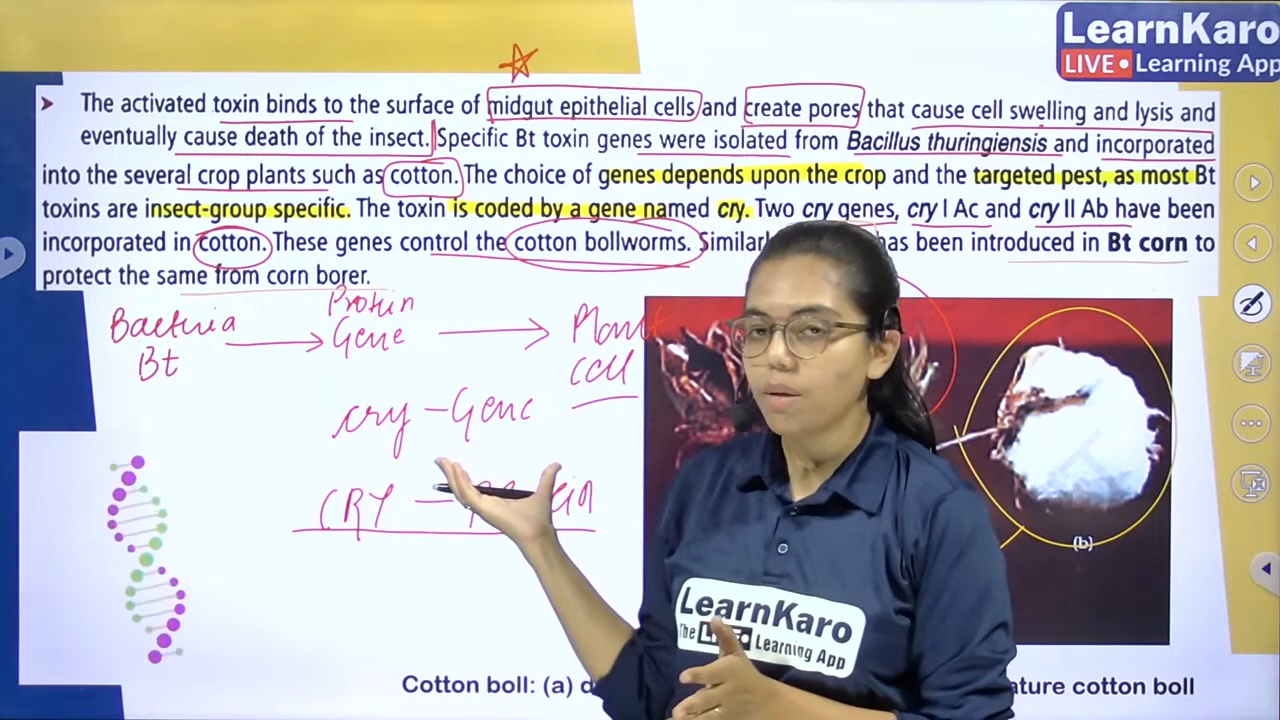 LearnKaro
LIVE Learning App
The activated toxin binds to the surface of midgut epithelial cells and create pores that cause cell swelling and lysis and
eventually cause death of the insect. Specific Bt toxin genes were isolated from Bacillus thuringiensis and incorporated
into the several crop plants such as cotton. The choice of genes depends upon the crop and the targeted pest, as most Bt
toxins are insect-group specific. The toxin is coded by a gene named cry. Two cry genes, cry I Ac and cry II Ab have been
incorporated in cotton. These genes control the cotton bollworms. has been introduced in Bt corn to
protect the same from corn borer.
Bacteria
Bt
Protein
Gene
Plant
cell
cry – Gene
CRY –
(b)
LearnKaro
The Learning App
Cotton boll: (a) cotton boll